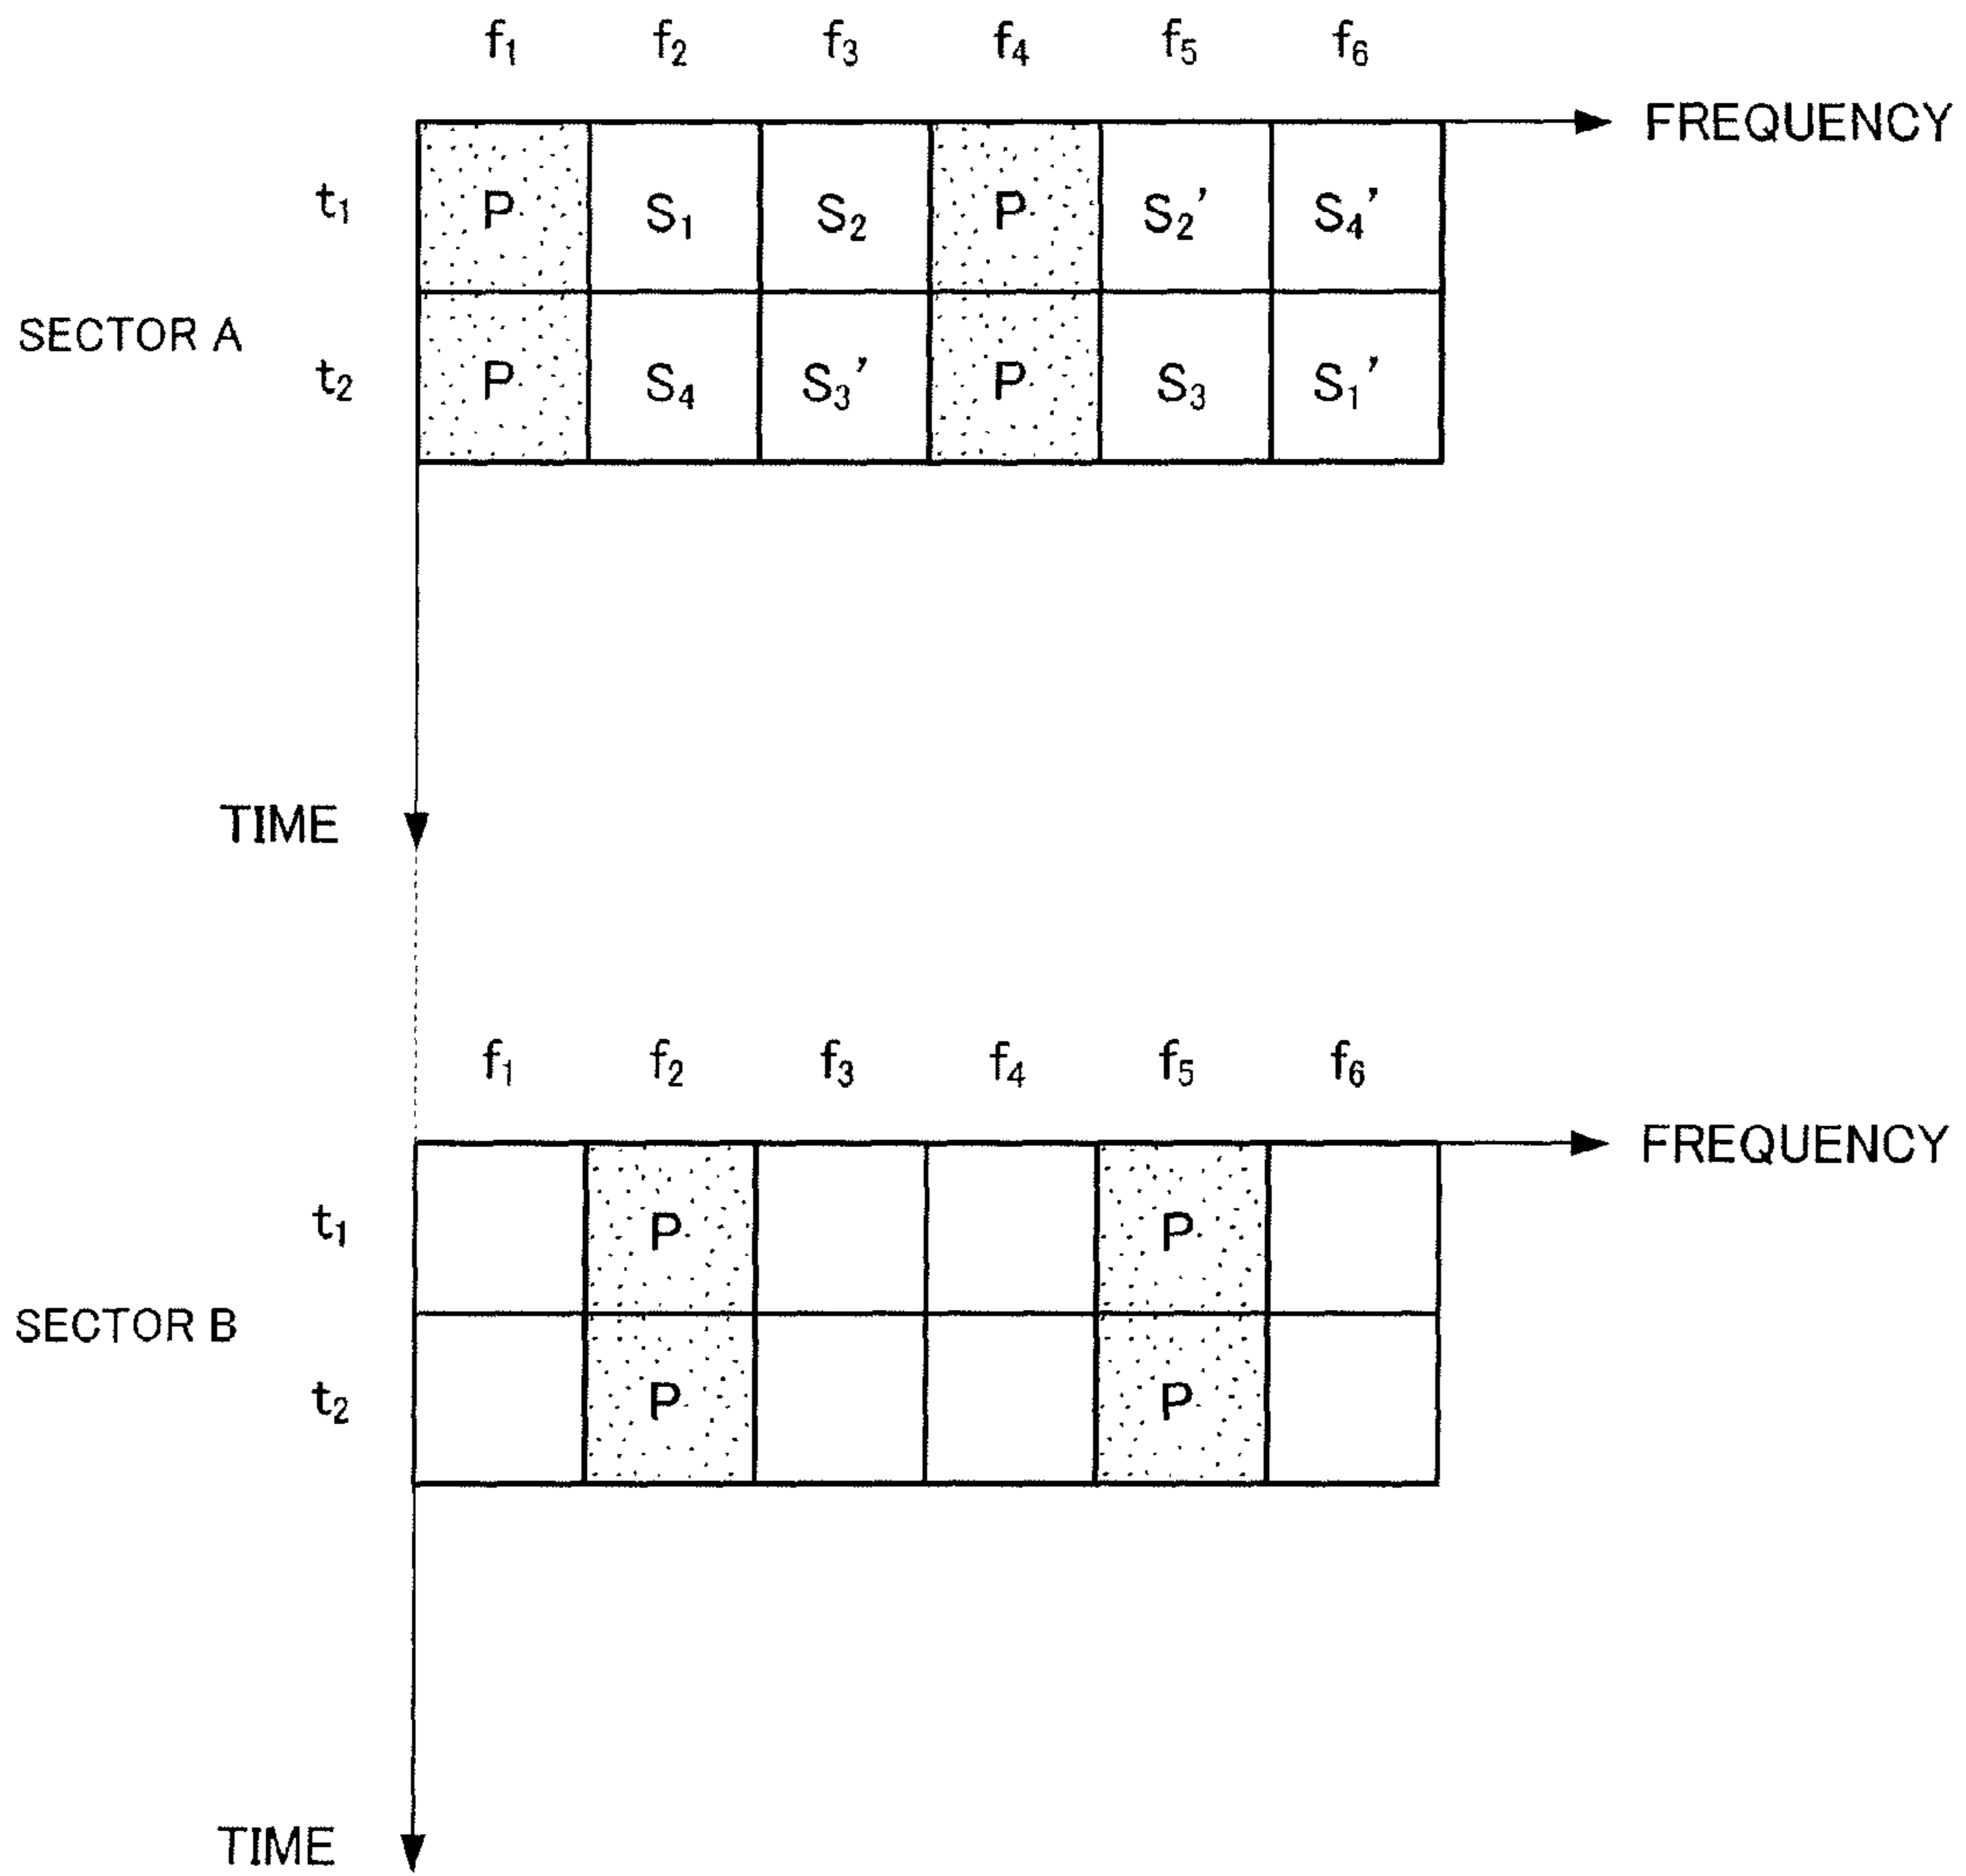 f₁ f₂ f₃ f₄ f₅ f₆
FREQUENCY
t₁ P S₁ S₂ P S₂' S₄'
SECTOR A
t₂ P S₄ S₃' P S₃ S₁'
TIME
f₁ f₂ f₃ f₄ f₅ f₆
FREQUENCY
t₁ P P
SECTOR B
t₂ P P
TIME